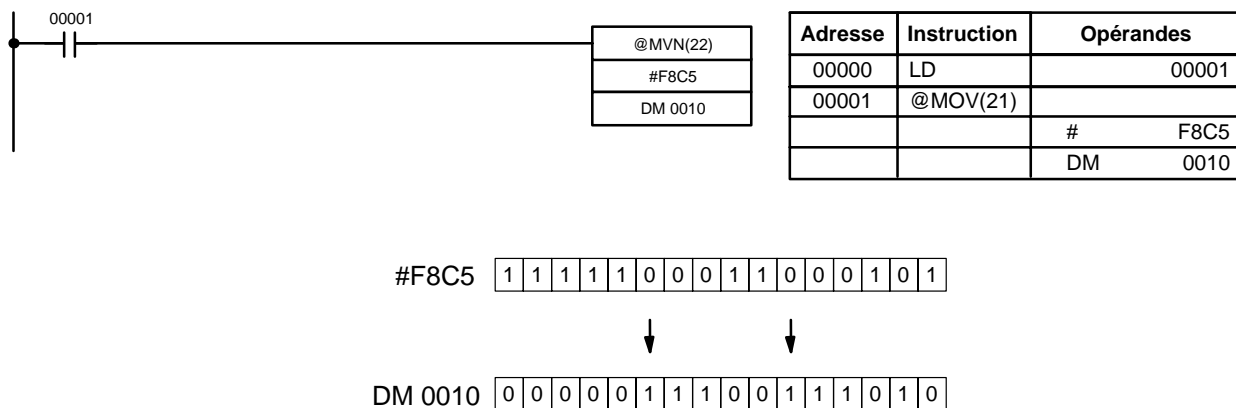 00001
@MVN(22)
#F8C5
DM 0010
Adresse Instruction Opérandes
00000 LD 00001
00001 @MOV(21)
# F8C5
DM 0010
#F8C5 1 1 1 1 1 0 0 0 1 1 0 0 0 1 0 1
DM 0010 0 0 0 0 0 1 1 1 0 0 1 1 1 0 1 0